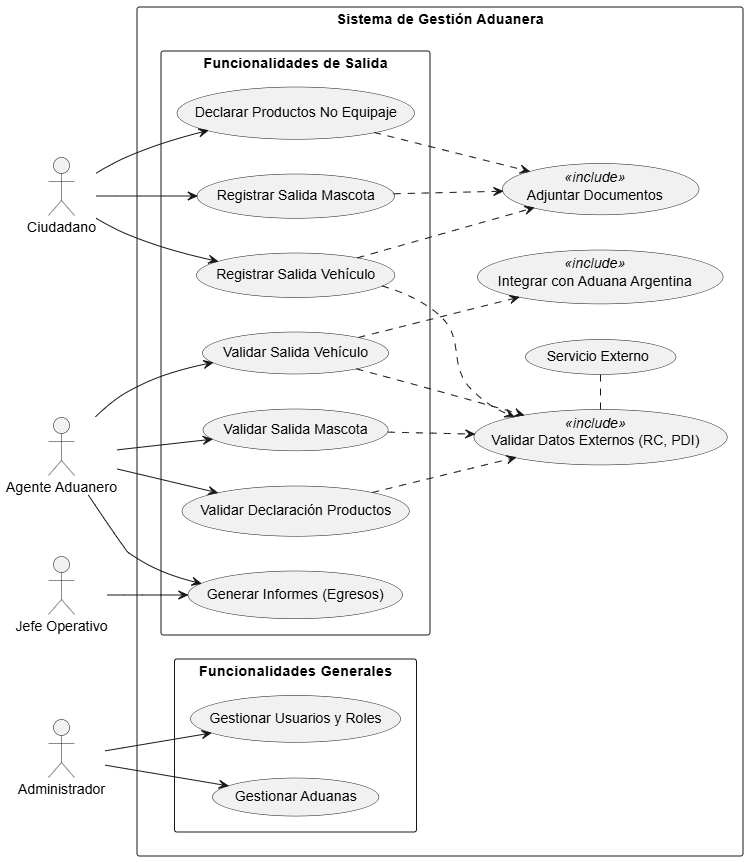 Sistema de Gestión Aduanera
Funcionalidades de Salida
Declarar Productos No Equipaje
Ciudadano
Registrar Salida Mascota
«include»
Adjuntar Documentos
Registrar Salida Vehículo
«include»
Integrar con Aduana Argentina
Validar Salida Vehículo
Servicio Externo
Agente Aduanero
Validar Salida Mascota
«include»
Validar Datos Externos (RC, PDI)
Validar Declaración Productos
Jefe Operativo
Generar Informes (Egresos)
Funcionalidades Generales
Gestionar Usuarios y Roles
Administrador
Gestionar Aduanas